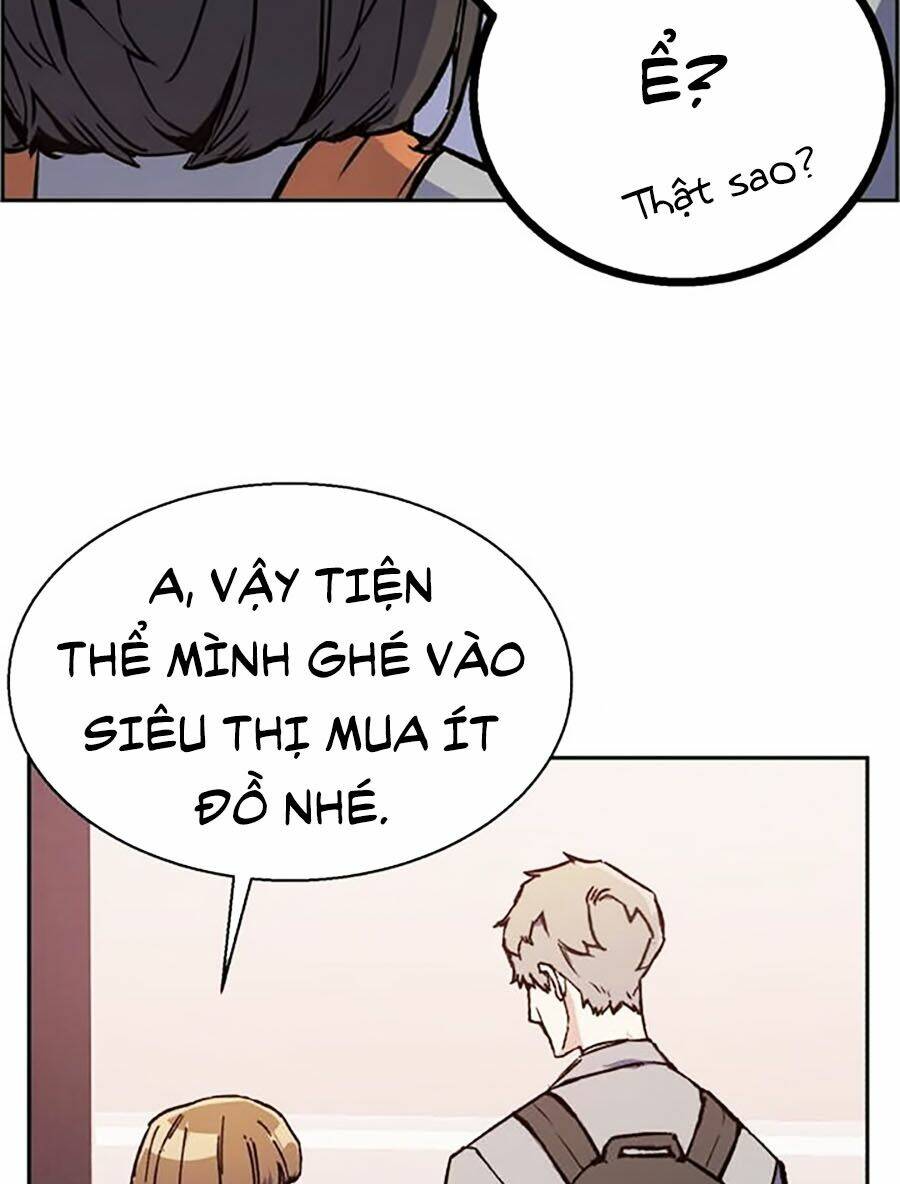 Ể?
Thật sao?
A, VẬY TIỆN
THỂ MÌNH GHÉ VÀO
SIÊU THỊ MUA ÍT
ĐỒ NHÉ.